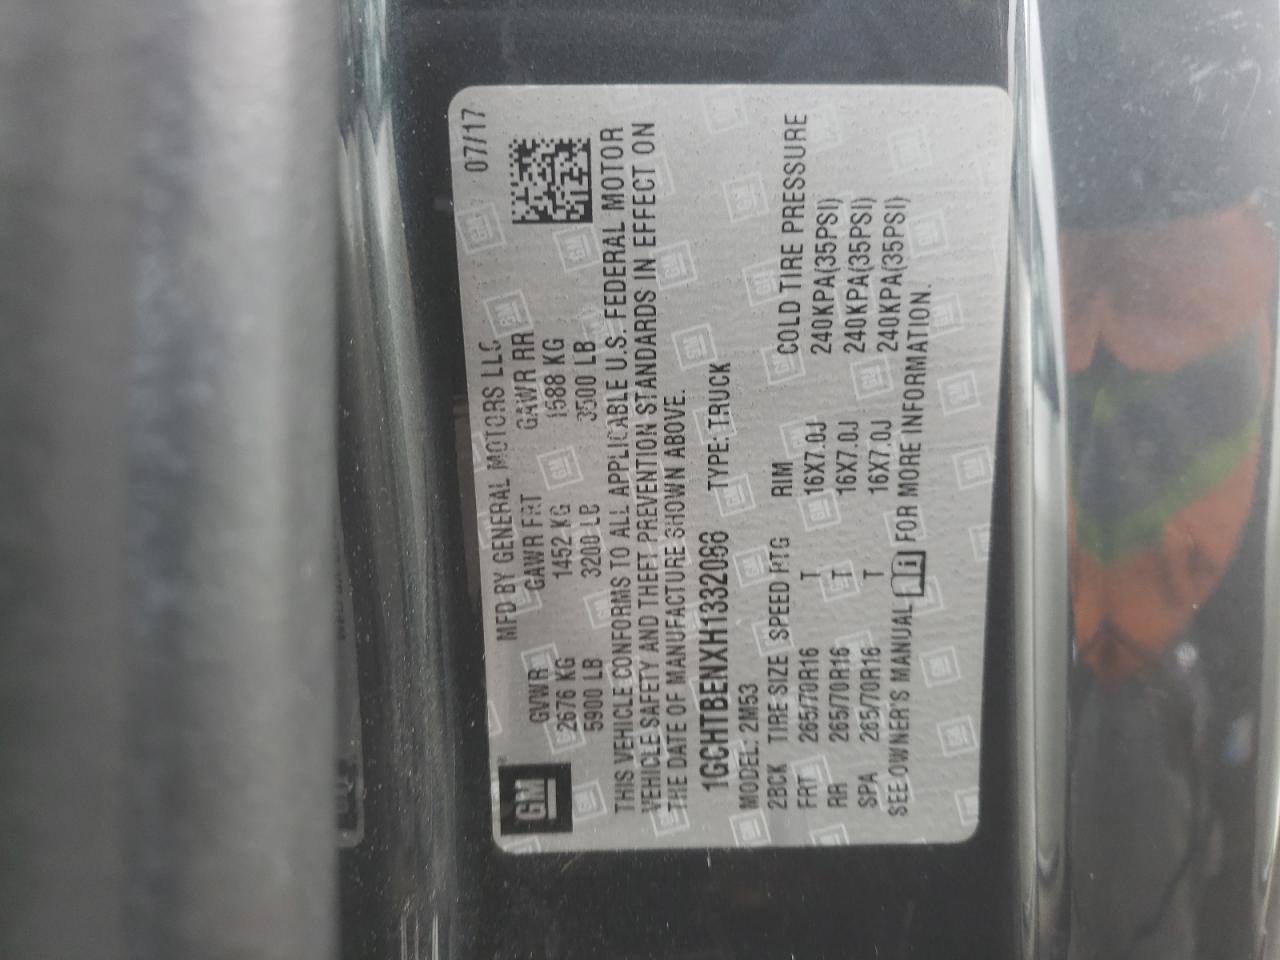 GM
MFD BY GENERAL MOTORS LLC
07/17
GVWR GAWR FRT GAWR RR
2676 KG 1452 KG 1588 KG
5900 LB 3200 LB 3500 LB
THIS VEHICLE CONFORMS TO ALL APPLICABLE U.S. FEDERAL MOTOR
VEHICLE SAFETY AND THEFT PREVENTION STANDARDS IN EFFECT ON
THE DATE OF MANUFACTURE SHOWN ABOVE.
1GCHTBENXH1332088 TYPE: TRUCK
MODEL: 2M53
2BCK TIRE SIZE SPEED RTG RIM COLD TIRE PRESSURE
FRT 265/70R16 T 16X7.0J 240KPA(35PSI)
RR 265/70R16 T 16X7.0J 240KPA(35PSI)
SPA 265/70R16 T 16X7.0J 240KPA(35PSI)
SEE OWNER'S MANUAL i FOR MORE INFORMATION.